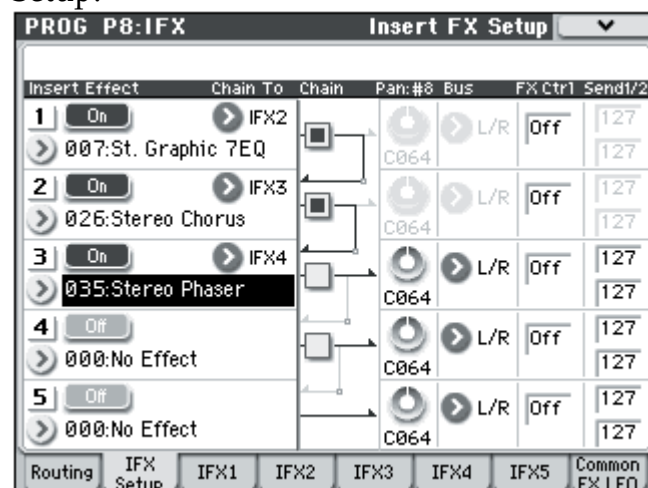 Setup.
PROG P8:IFX Insert FX Setup
Insert Effect Chain To Chain Pan:#8 Bus FX Ctrl Send1/2
1 On IFX2 L/R Off 127
007:St. Graphic 7EQ C064 127
2 On IFX3 L/R Off 127
026:Stereo Chorus C064 127
3 On IFX4 L/R Off 127
035:Stereo Phaser C064 127
4 Off L/R Off 127
000:No Effect C064 127
5 Off L/R Off 127
000:No Effect C064 127
Routing IFX Setup IFX1 IFX2 IFX3 IFX4 IFX5 Common FX LFO